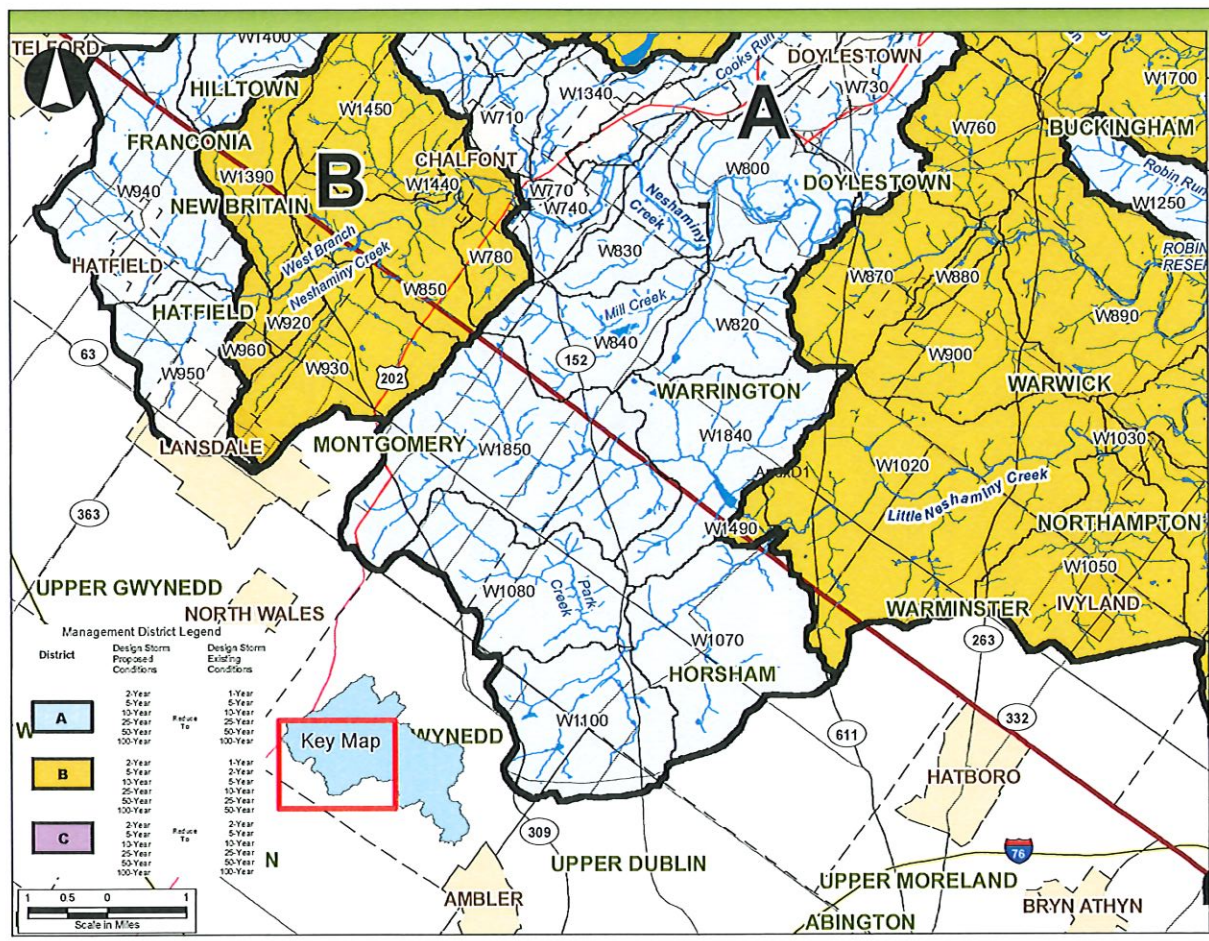 TELFORD
W1400
HILLTOWN
W1450
FRANCONIA
W1390
B
CHALFONT
W1440
W940
NEW BRITAIN
West Branch
Neshaminy Creek
W780
W850
HATFIELD
HATFIELD
W920
W960
W930
W950
63
202
LANSDALE
MONTGOMERY
363
Cooks Run
DOYLESTOWN
W1340
W730
W710
A
W770
W740
Neshaminy
Creek
W800
DOYLESTOWN
W830
Mill Creek
W840
W820
152
WARRINGTON
W1850
W1840
W1490
W1700
W760
BUCKINGHAM
Robin Run
W1250
ROBIN
RESE
W870
W880
W890
W900
WARWICK
W1030
W1020
Little Neshaminy Creek
NORTHAMPTON
W1050
IVYLAND
WARMINSTER
263
UPPER GWYNEDD
NORTH WALES
W1080
Park
Creek
W1070
HORSHAM
W1100
WYNEDD
332
611
HATBORO
309
UPPER DUBLIN
76
UPPER MORELAND
AMBLER
ABINGTON
BRYN ATHYN
Management District Legend
District
Design Storm
Proposed
Conditions
Design Storm
Existing
Conditions
A
2-Year 1-Year
5-Year 5-Year
10-Year 10-Year
25-Year Reduce To 25-Year
50-Year 50-Year
100-Year 100-Year
B
2-Year 1-Year
5-Year 2-Year
10-Year 5-Year
25-Year 10-Year
50-Year 25-Year
100-Year 50-Year
C
2-Year Reduce To 2-Year
5-Year 5-Year
10-Year 10-Year
25-Year 25-Year
50-Year 50-Year
100-Year 100-Year
W
N
Key Map
1 0.5 0 1
Scale in Miles